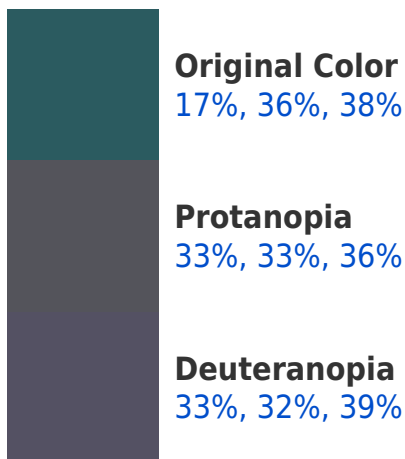 Original Color
17%, 36%, 38%
Protanopia
33%, 33%, 36%
Deuteranopia
33%, 32%, 39%